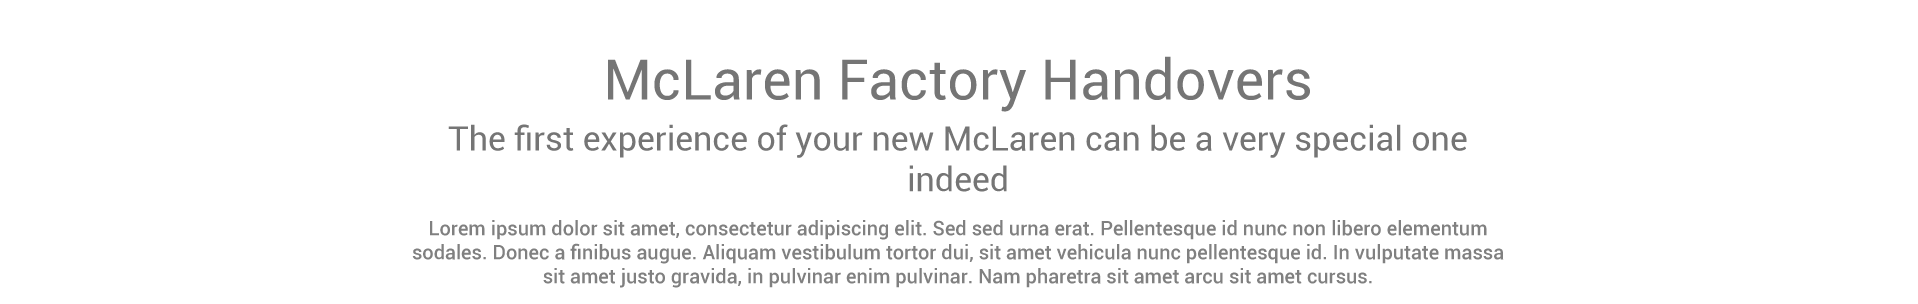 McLaren Factory Handovers
The first experience of your new McLaren can be a very special one
indeed
Lorem ipsum dolor sit amet, consectetur adipiscing elit. Sed sed urna erat. Pellentesque id nunc non libero elementum
sodales. Donec a finibus augue. Aliquam vestibulum tortor dui, sit amet vehicula nunc pellentesque id. In vulputate massa
sit amet justo gravida, in pulvinar enim pulvinar. Nam pharetra sit amet arcu sit amet cursus.